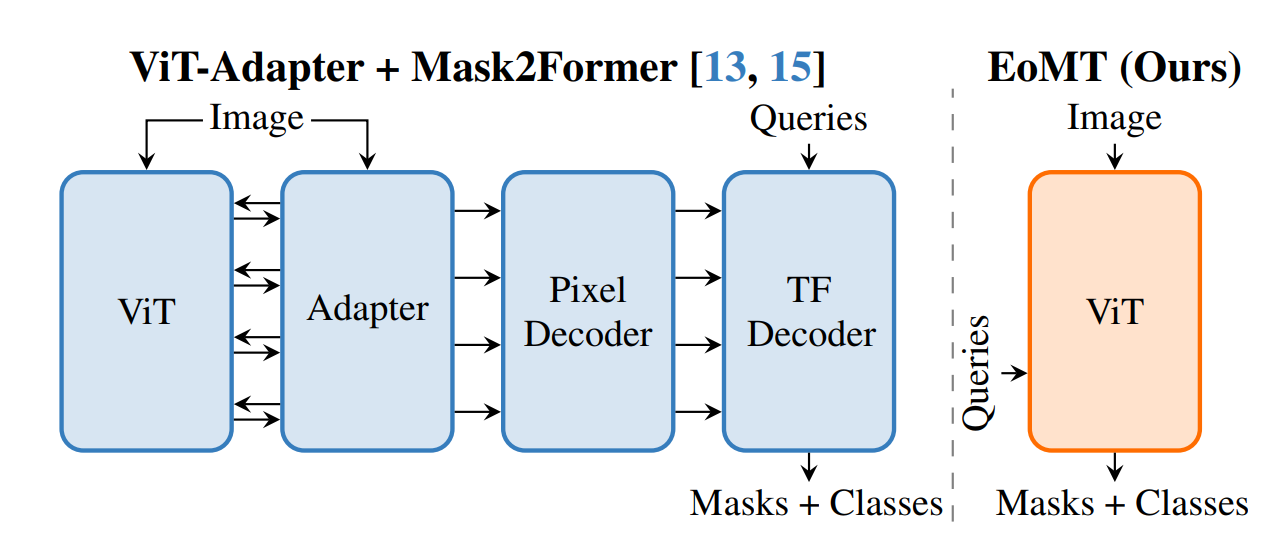 ViT-Adapter + Mask2Former [13, 15]
Image
Queries
ViT
Adapter
Pixel
Decoder
TF
Decoder
Masks + Classes
EoMT (Ours)
Image
Queries
ViT
Masks + Classes